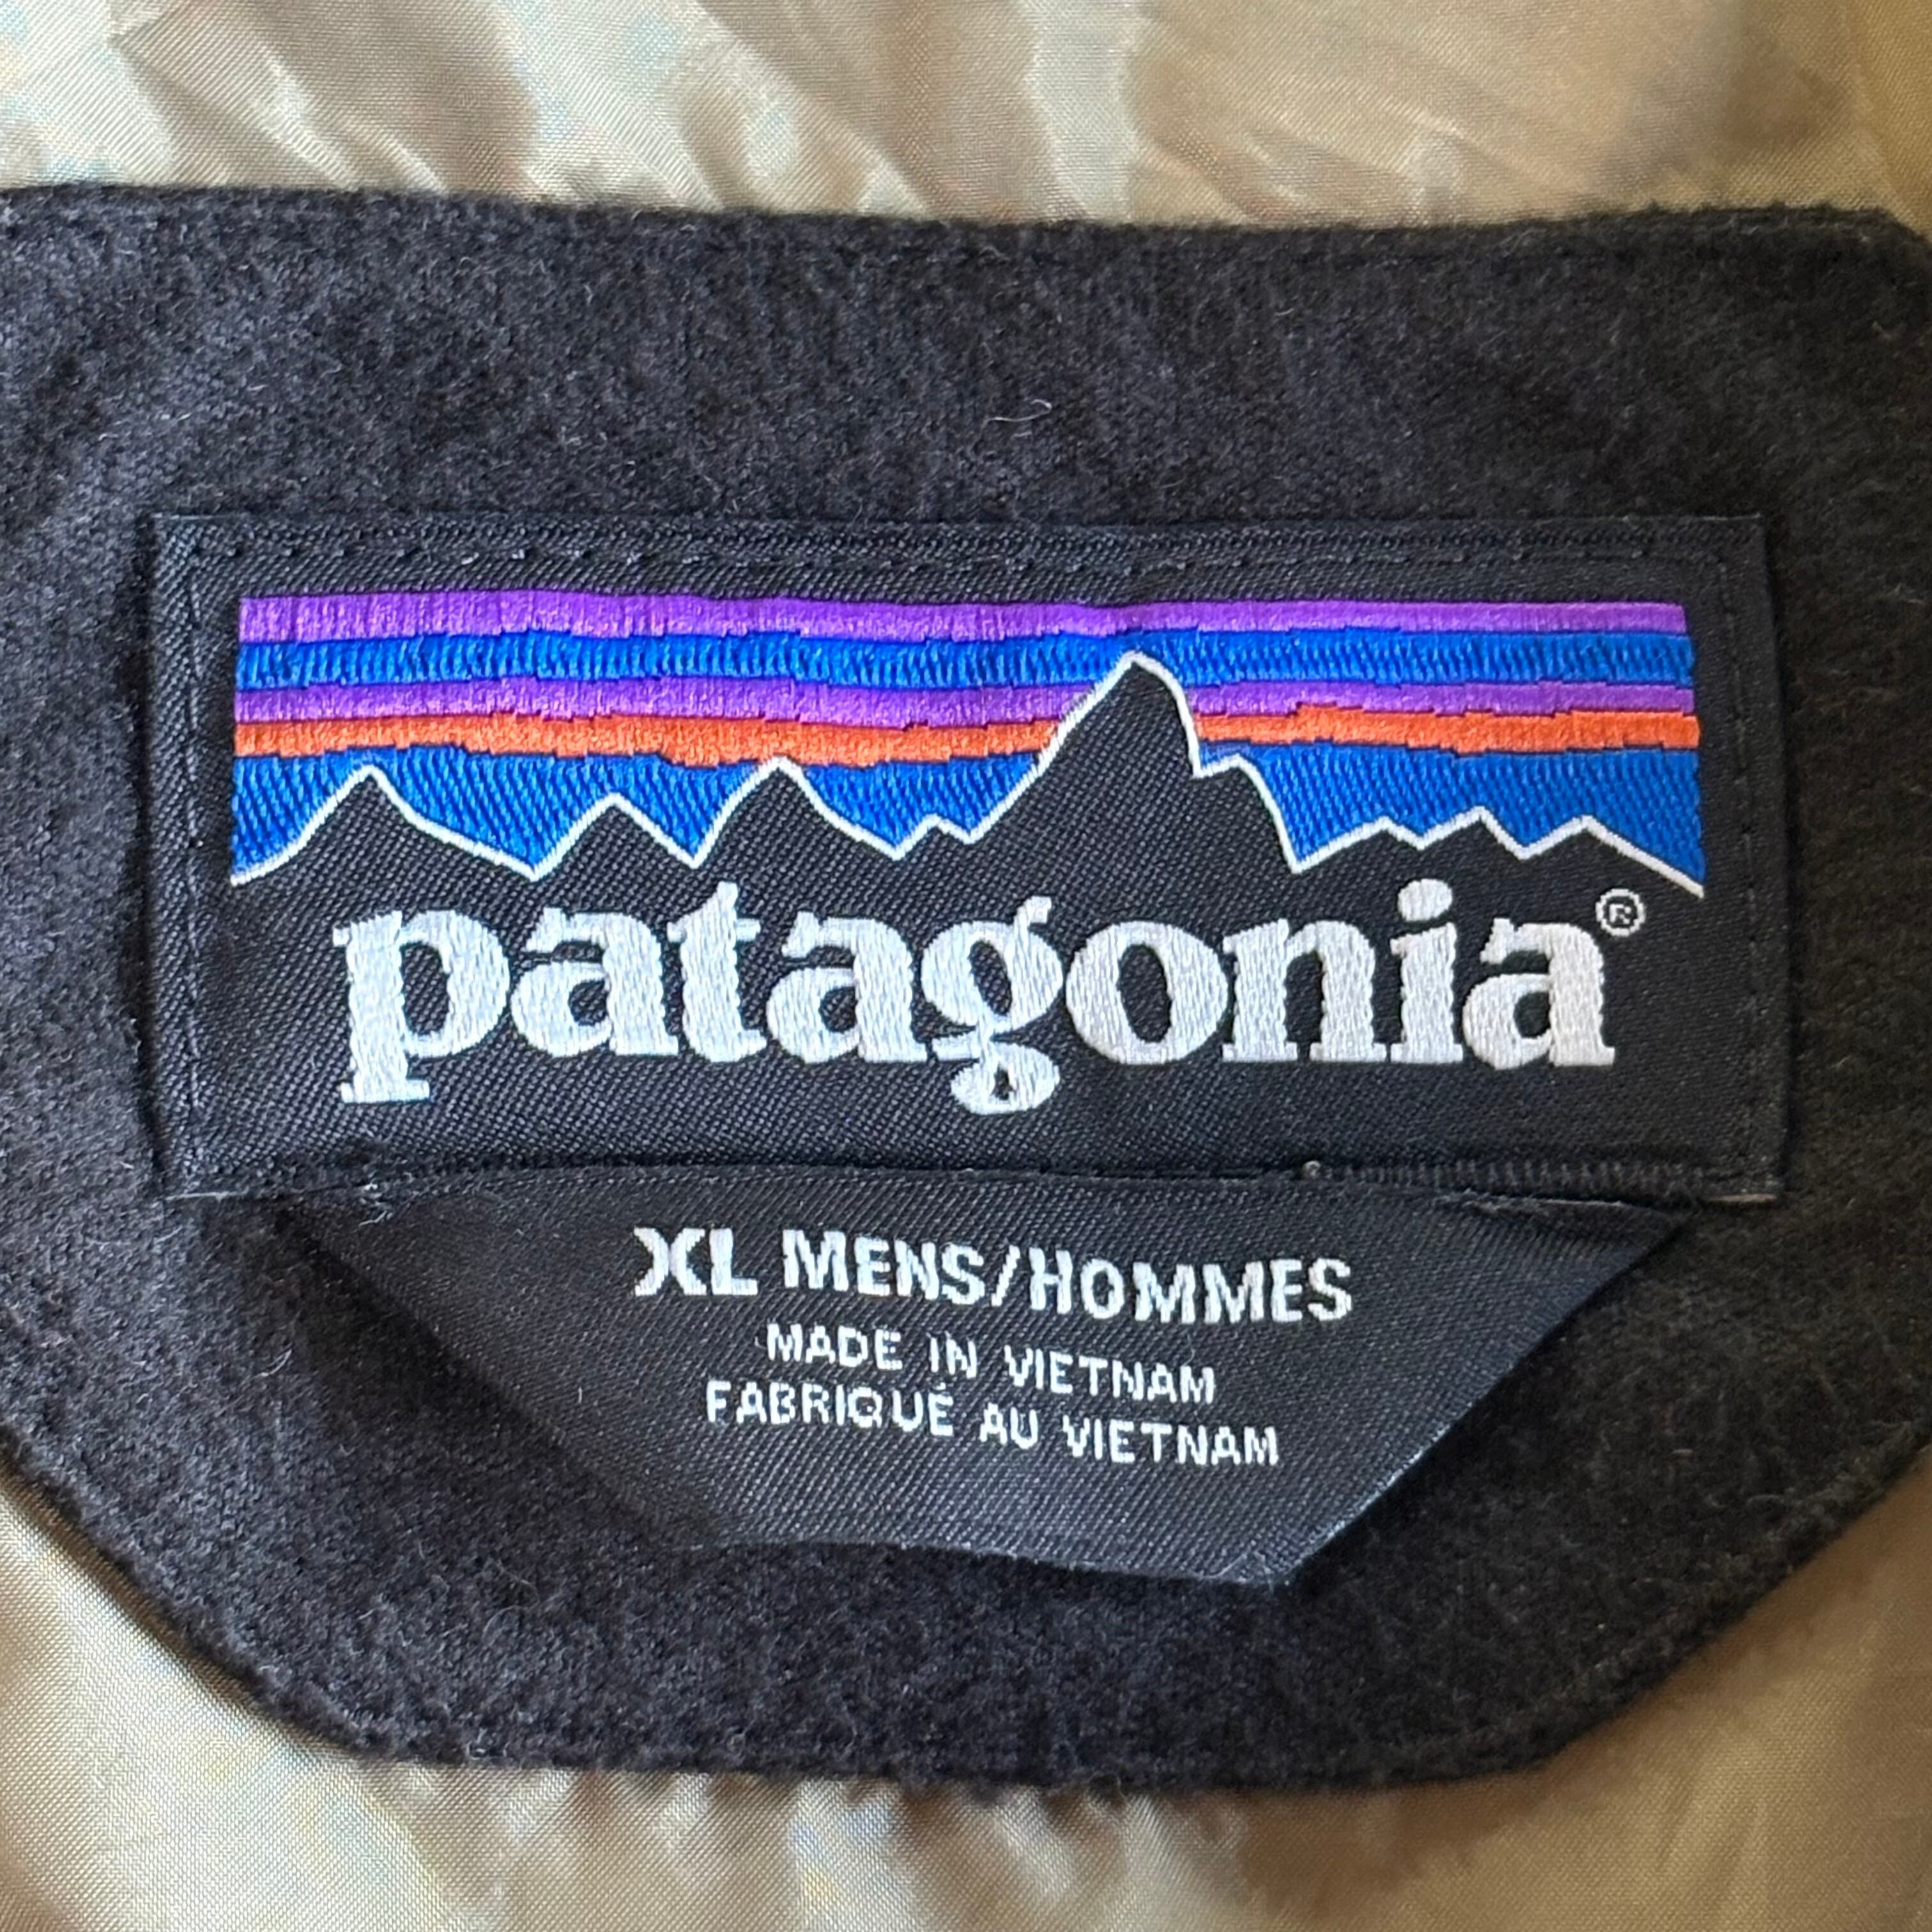 patagonia®
XL MENS/HOMMES
MADE IN VIETNAM
FABRIQUÉ AU VIETNAM